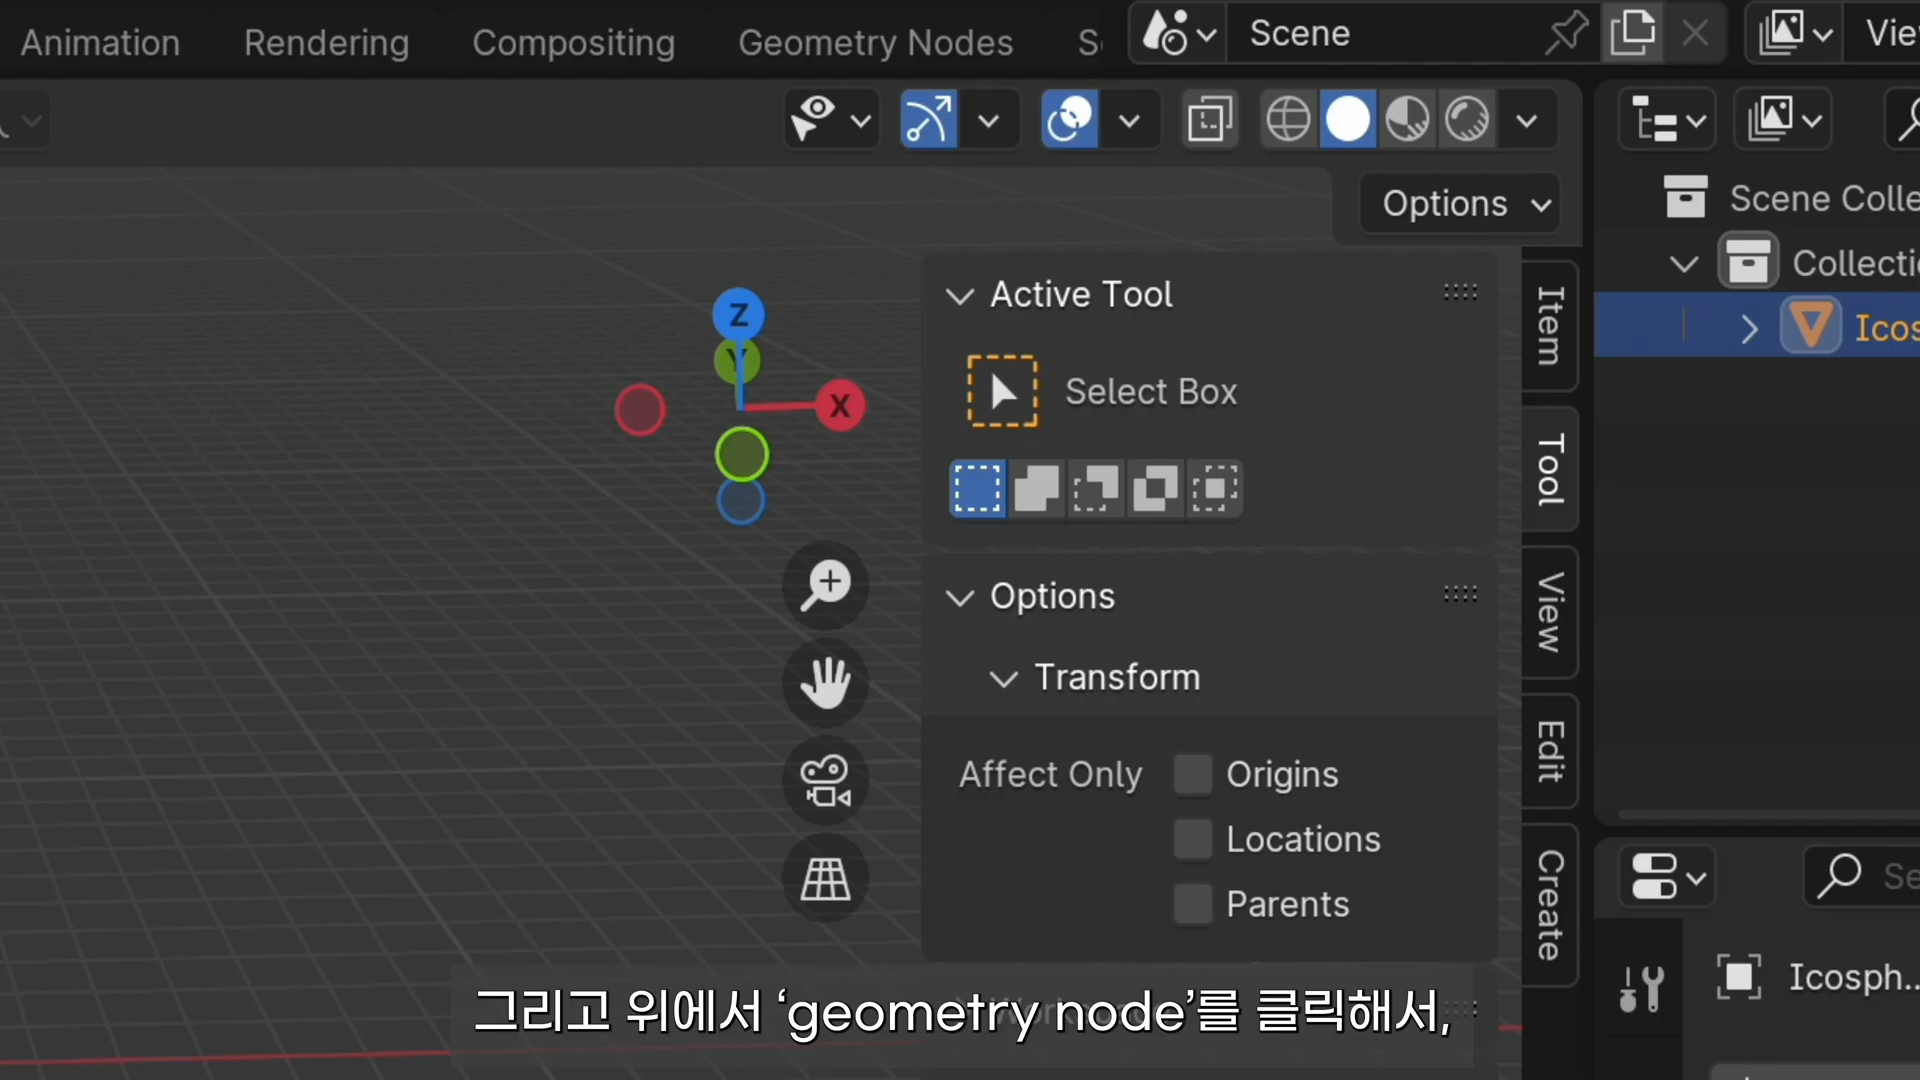 Animation Rendering Compositing Geometry Nodes
Scene
Options
Scene Colle
Collecti
Icos
Active Tool
Select Box
Options
Transform
Affect Only Origins
Locations
Parents
Z
Y
X
Item
Tool
View
Edit
Create
Icosph...
그리고 위에서 ‘geometry node’를 클릭해서,